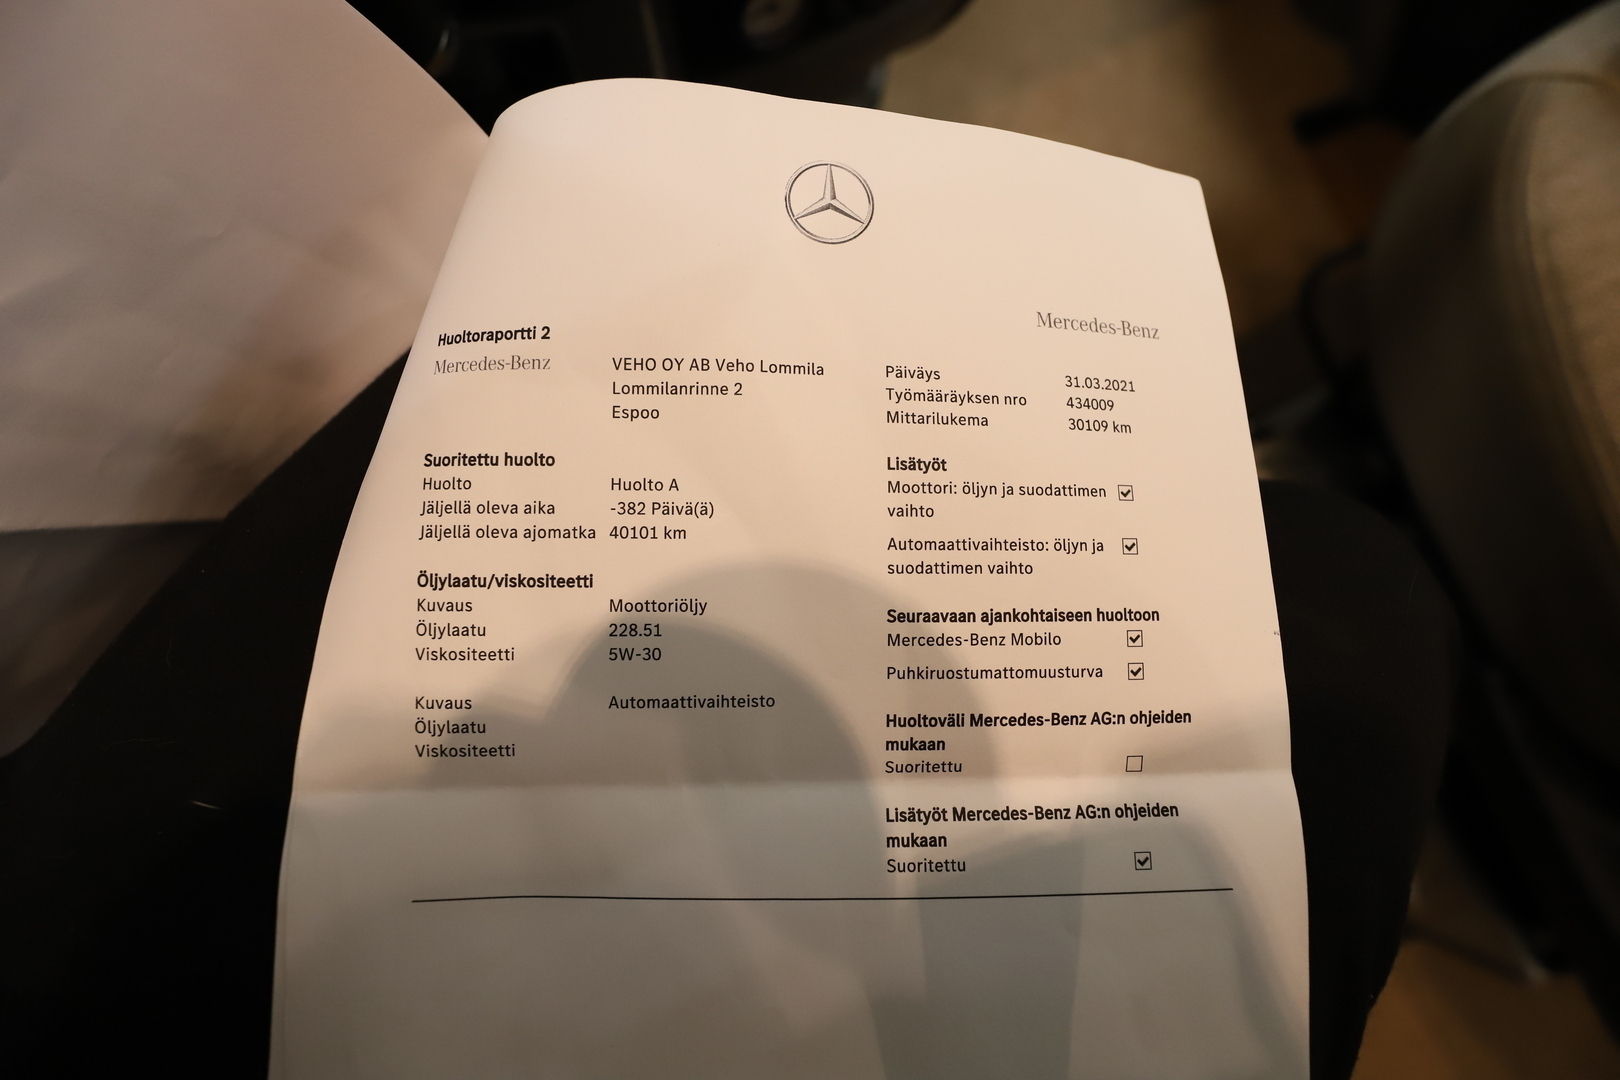 Huoltoraportti 2
Mercedes-Benz
VEHO OY AB Veho Lommila
Lommilanrinne 2
Espoo
Suoritettu huolto
Huolto Huolto A
Jäljellä oleva aika -382 Päivä(ä)
Jäljellä oleva ajomatka 40101 km
Öljylaatu/viskositeetti
Kuvaus Moottoriöljy
Öljylaatu 228.51
Viskositeetti 5W-30
Kuvaus Automaattivaihteisto
Öljylaatu
Viskositeetti
Mercedes-Benz
Päiväys 31.03.2021
Työmääräyksen nro 434009
Mittarilukema 30109 km
Lisätyöt
Moottori: öljyn ja suodattimen
vaihto
Automaattivaihteisto: öljyn ja
suodattimen vaihto
Seuraavaan ajankohtaiseen huoltoon
Mercedes-Benz Mobilo
Puhkiruostumattomuusturva
Huoltoväli Mercedes-Benz AG:n ohjeiden
mukaan
Suoritettu
Lisätyöt Mercedes-Benz AG:n ohjeiden
mukaan
Suoritettu